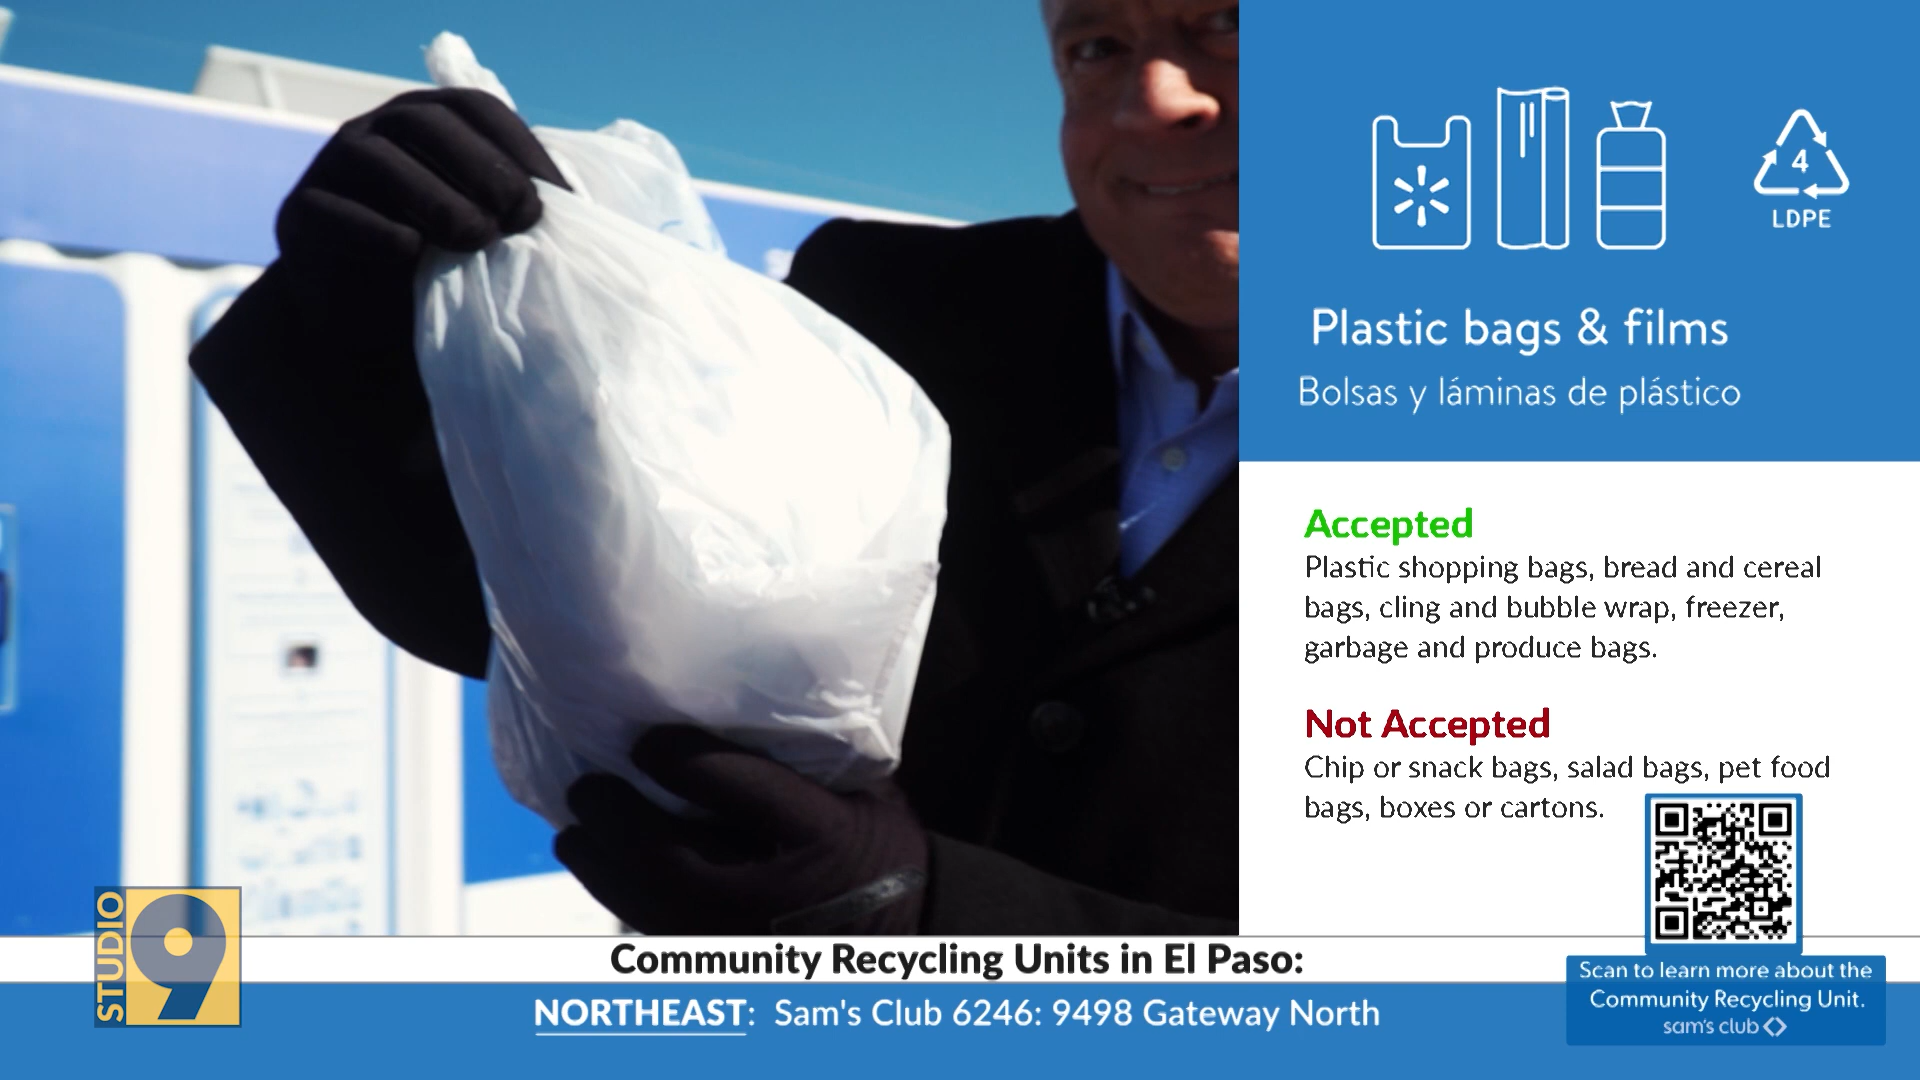 4
LDPE
Plastic bags & films
Bolsas y láminas de plástico
Accepted
Plastic shopping bags, bread and cereal
bags, cling and bubble wrap, freezer,
garbage and produce bags.
Not Accepted
Chip or snack bags, salad bags, pet food
bags, boxes or cartons.
STUDIO
9
Community Recycling Units in El Paso:
NORTHEAST: Sam's Club 6246: 9498 Gateway North
Scan to learn more about the
Community Recycling Unit.
sam's club